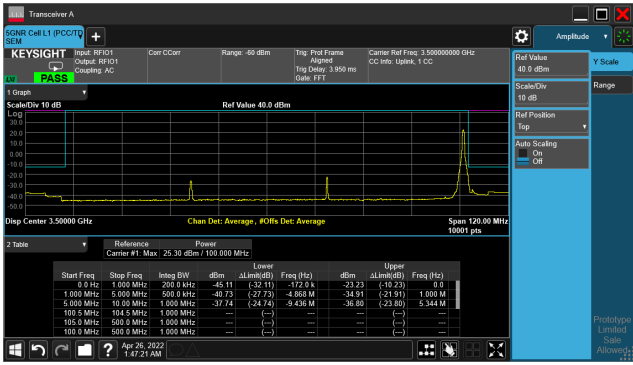 Transceiver A
5GNR Cell L1 (PCC/TD
SEM
+
Amplitude
KEYSIGHT
Input: RFIO1
Output: RFIO1
Coupling: AC
Corr CCorr
Range: -60 dBm
Trig: Prot Frame
Aligned
Trig Delay: 3.950 ms
Gate: FFT
Carrier Ref Freq: 3.500000000 GHz
CC Info: Uplink, 1 CC
LXI
PASS
Ref Value
40.0 dBm
Y Scale
Scale/Div
10 dB
Range
Ref Position
Top
Auto Scaling
On
Off
1 Graph
Scale/Div 10 dB
Ref Value 40.0 dBm
Log
30.0
20.0
10.0
0.00
-10.0
-20.0
-30.0
-40.0
-50.0
Disp Center 3.50000 GHz
Chan Det: Average , #Offs Det: Average
Span 120.00 MHz
10001 pts
2 Table
Reference Power
Carrier #1: Max 25.30 dBm / 100.000 MHz
Lower Upper
Start Freq Stop Freq Integ BW dBm ΔLimit(dB) Freq (Hz) dBm ΔLimit(dB) Freq (Hz)
0.0 Hz 1.000 MHz 200.0 kHz -45.11 (-32.11) -172.0 k -23.23 (-10.23) 0.0
1.000 MHz 5.000 MHz 500.0 kHz -40.73 (-27.73) -4.868 M -34.91 (-21.91) 1.000 M
5.000 MHz 10.00 MHz 1.000 MHz -37.74 (-24.74) -9.436 M -36.80 (-23.80) 5.344 M
100.5 MHz 104.5 MHz 1.000 MHz --- (---) --- --- (---) ---
105.0 MHz 500.0 MHz 1.000 MHz --- (---) --- --- (---) ---
100.0 MHz 500.0 MHz 1.000 MHz --- (---) --- --- (---) ---
Prototype
Limited
Sale
Allowed
?
Apr 26, 2022
1:47:21 AM